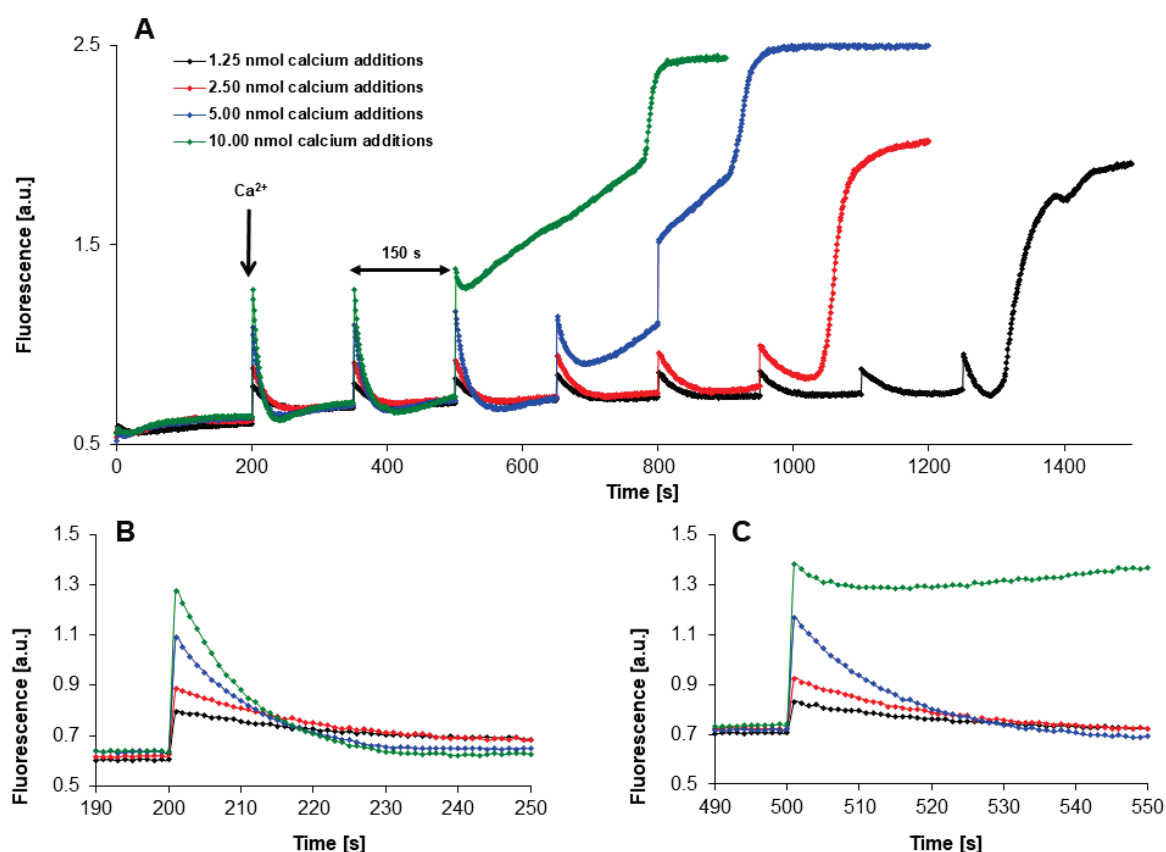 A
2.5
1.5
0.5
Fluorescence [a.u.]
1.25 nmol calcium additions
2.50 nmol calcium additions
5.00 nmol calcium additions
10.00 nmol calcium additions
Ca²⁺
150 s
0 200 400 600 800 1000 1200 1400
Time [s]
B
1.5
1.3
1.1
0.9
0.7
0.5
Fluorescence [a.u.]
190 200 210 220 230 240 250
Time [s]
C
1.5
1.3
1.1
0.9
0.7
0.5
Fluorescence [a.u.]
490 500 510 520 530 540 550
Time [s]